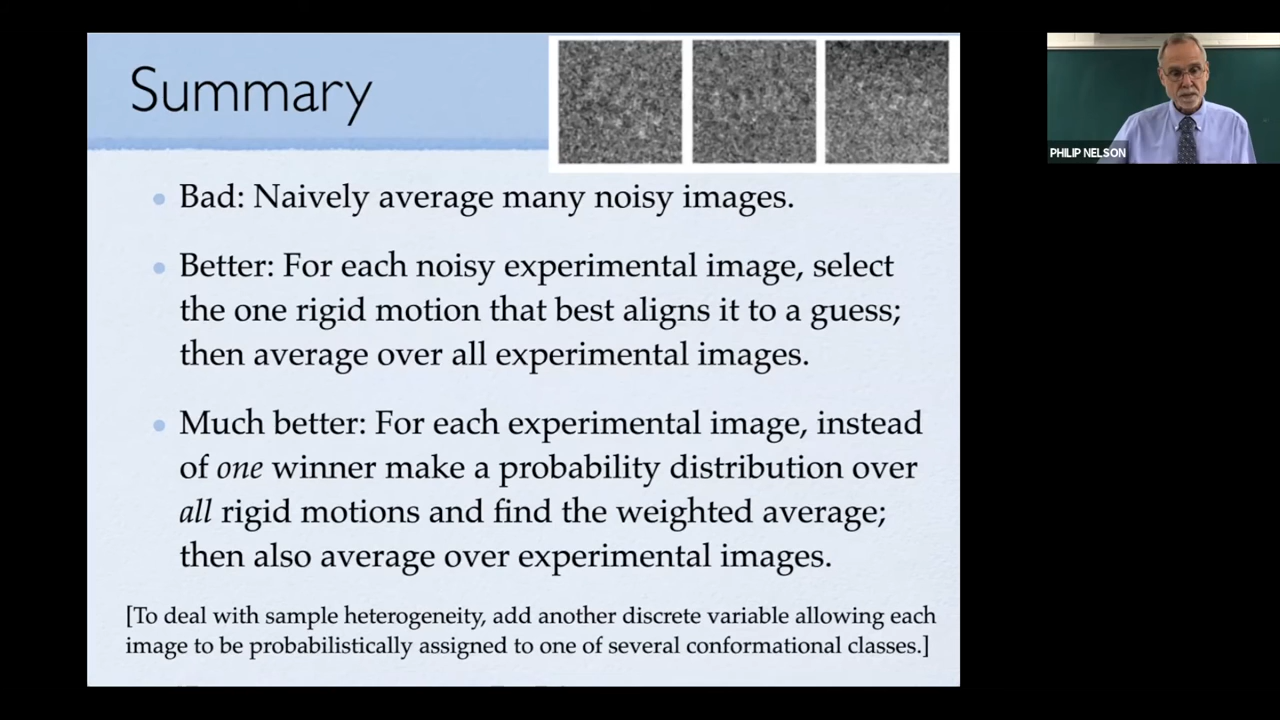 Summary
• Bad: Naively average many noisy images.
• Better: For each noisy experimental image, select
the one rigid motion that best aligns it to a guess;
then average over all experimental images.
• Much better: For each experimental image, instead
of one winner make a probability distribution over
all rigid motions and find the weighted average;
then also average over experimental images.
[To deal with sample heterogeneity, add another discrete variable allowing each
image to be probabilistically assigned to one of several conformational classes.]
PHILIP NELSON